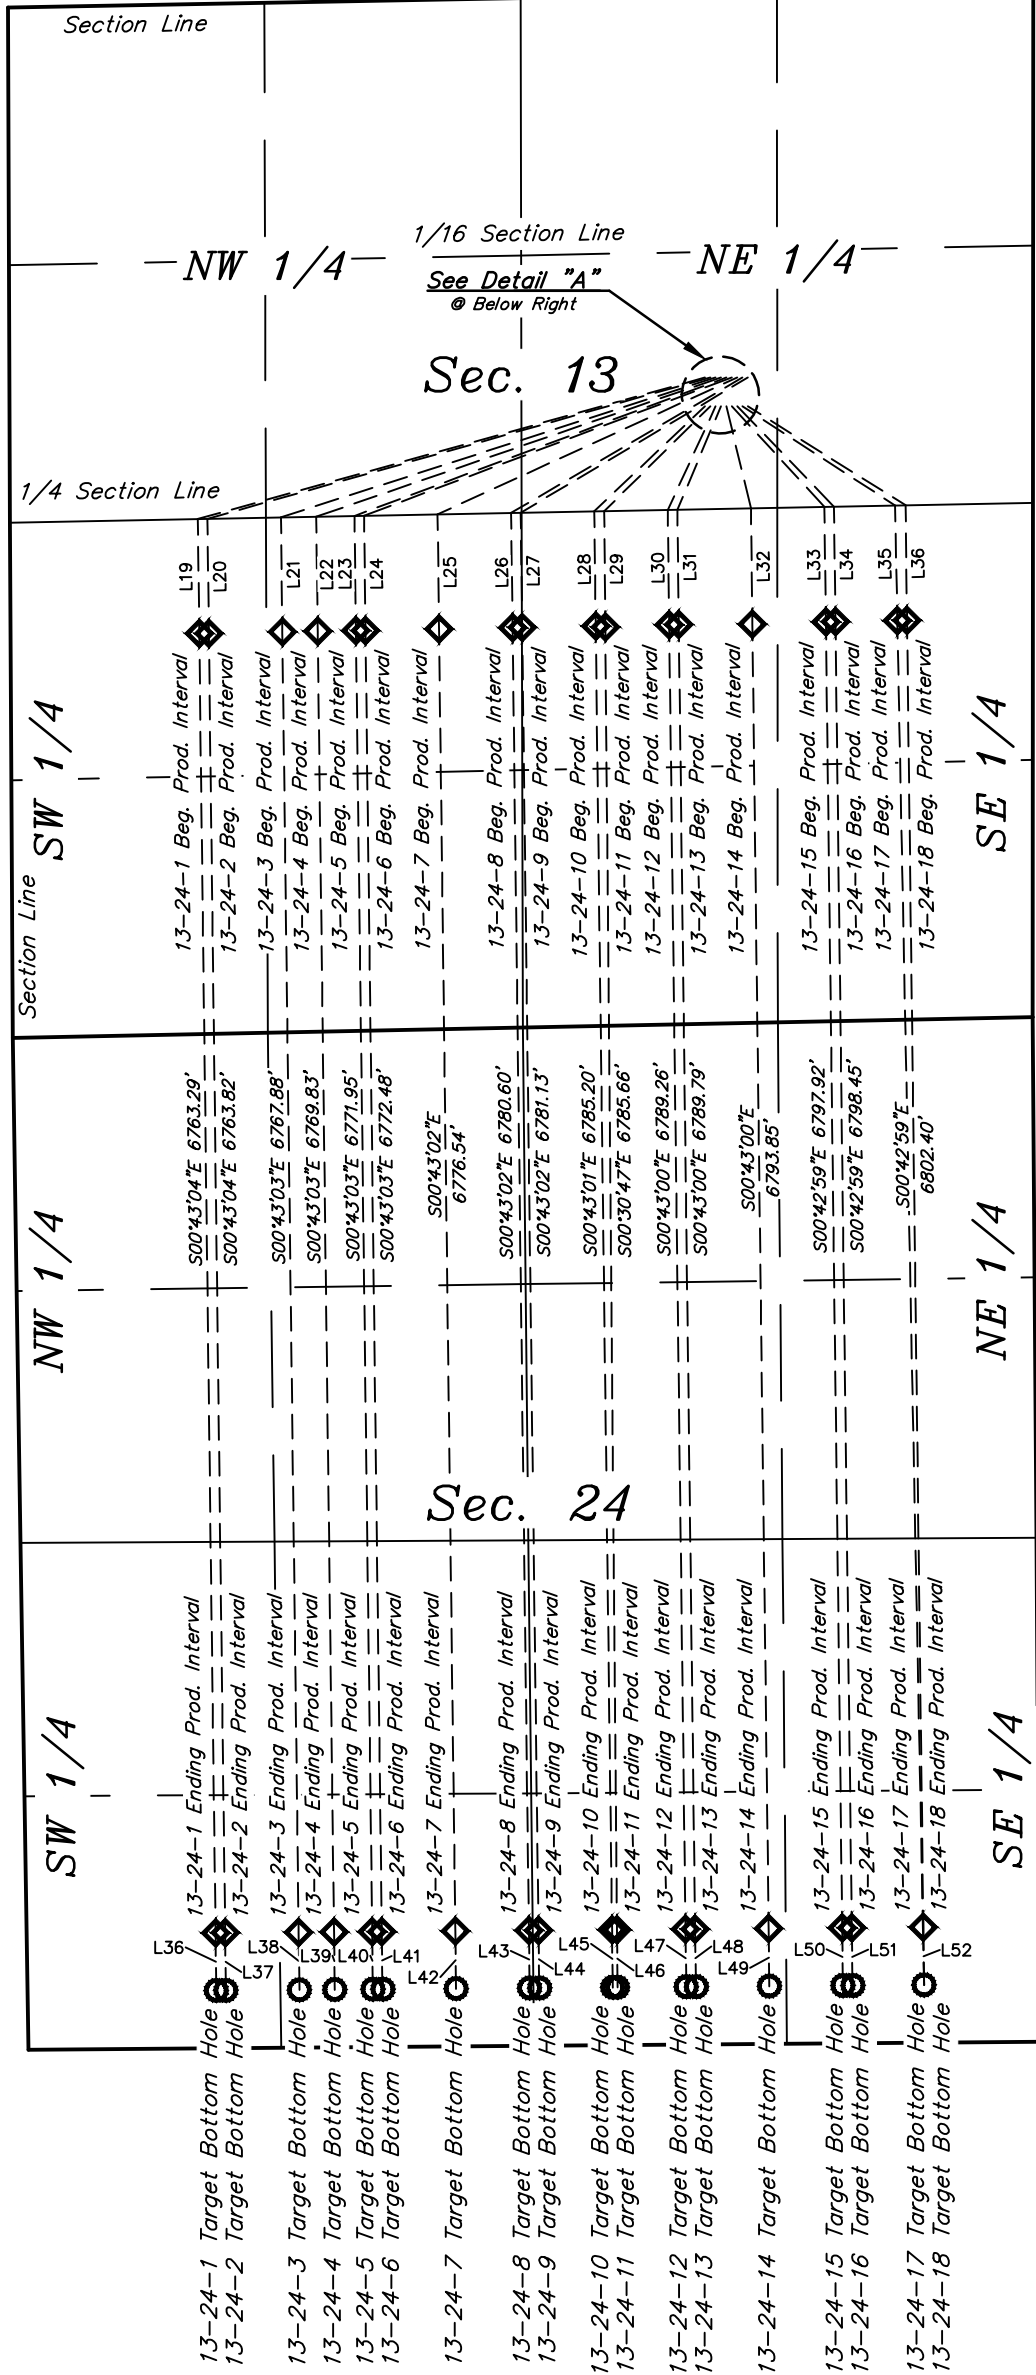 Section Line
1/16 Section Line
NW 1/4
NE 1/4
See Detail "A"
@ Below Right
Sec. 13
1/4 Section Line
L19
L20
L21
L22
L23
L24
L25
L26
L27
L28
L29
L30
L31
L32
L33
L34
L35
L36
SW 1/4
SE 1/4
Section Line
13-24-1 Beg. Prod. Interval
13-24-2 Beg. Prod. Interval
13-24-3 Beg. Prod. Interval
13-24-4 Beg. Prod. Interval
13-24-5 Beg. Prod. Interval
13-24-6 Beg. Prod. Interval
13-24-7 Beg. Prod. Interval
13-24-8 Beg. Prod. Interval
13-24-9 Beg. Prod. Interval
13-24-10 Beg. Prod. Interval
13-24-11 Beg. Prod. Interval
13-24-12 Beg. Prod. Interval
13-24-13 Beg. Prod. Interval
13-24-14 Beg. Prod. Interval
13-24-15 Beg. Prod. Interval
13-24-16 Beg. Prod. Interval
13-24-17 Beg. Prod. Interval
13-24-18 Beg. Prod. Interval
S00°43'04"E 6763.29'
S00°43'04"E 6763.82'
S00°43'03"E 6767.88'
S00°43'03"E 6769.83'
S00°43'03"E 6771.95'
S00°43'03"E 6772.48'
S00°43'02"E
6776.54'
S00°43'02"E 6780.60'
S00°43'02"E 6781.13'
S00°43'01"E 6785.20'
S00°30'47"E 6785.66'
S00°43'00"E 6789.26'
S00°43'00"E 6789.79'
S00°43'00"E
6793.85'
S00°42'59"E 6797.92'
S00°42'59"E 6798.45'
S00°42'59"E
6802.40'
NW 1/4
NE 1/4
Sec. 24
SW 1/4
SE 1/4
13-24-1 Ending Prod. Interval
13-24-2 Ending Prod. Interval
13-24-3 Ending Prod. Interval
13-24-4 Ending Prod. Interval
13-24-5 Ending Prod. Interval
13-24-6 Ending Prod. Interval
13-24-7 Ending Prod. Interval
13-24-8 Ending Prod. Interval
13-24-9 Ending Prod. Interval
13-24-10 Ending Prod. Interval
13-24-11 Ending Prod. Interval
13-24-12 Ending Prod. Interval
13-24-13 Ending Prod. Interval
13-24-14 Ending Prod. Interval
13-24-15 Ending Prod. Interval
13-24-16 Ending Prod. Interval
13-24-17 Ending Prod. Interval
13-24-18 Ending Prod. Interval
L36
L37
L38
L39
L40
L41
L42
L43
L44
L45
L46
L47
L48
L49
L50
L51
L52
13-24-1 Target Bottom Hole
13-24-2 Target Bottom Hole
13-24-3 Target Bottom Hole
13-24-4 Target Bottom Hole
13-24-5 Target Bottom Hole
13-24-6 Target Bottom Hole
13-24-7 Target Bottom Hole
13-24-8 Target Bottom Hole
13-24-9 Target Bottom Hole
13-24-10 Target Bottom Hole
13-24-11 Target Bottom Hole
13-24-12 Target Bottom Hole
13-24-13 Target Bottom Hole
13-24-14 Target Bottom Hole
13-24-15 Target Bottom Hole
13-24-16 Target Bottom Hole
13-24-17 Target Bottom Hole
13-24-18 Target Bottom Hole